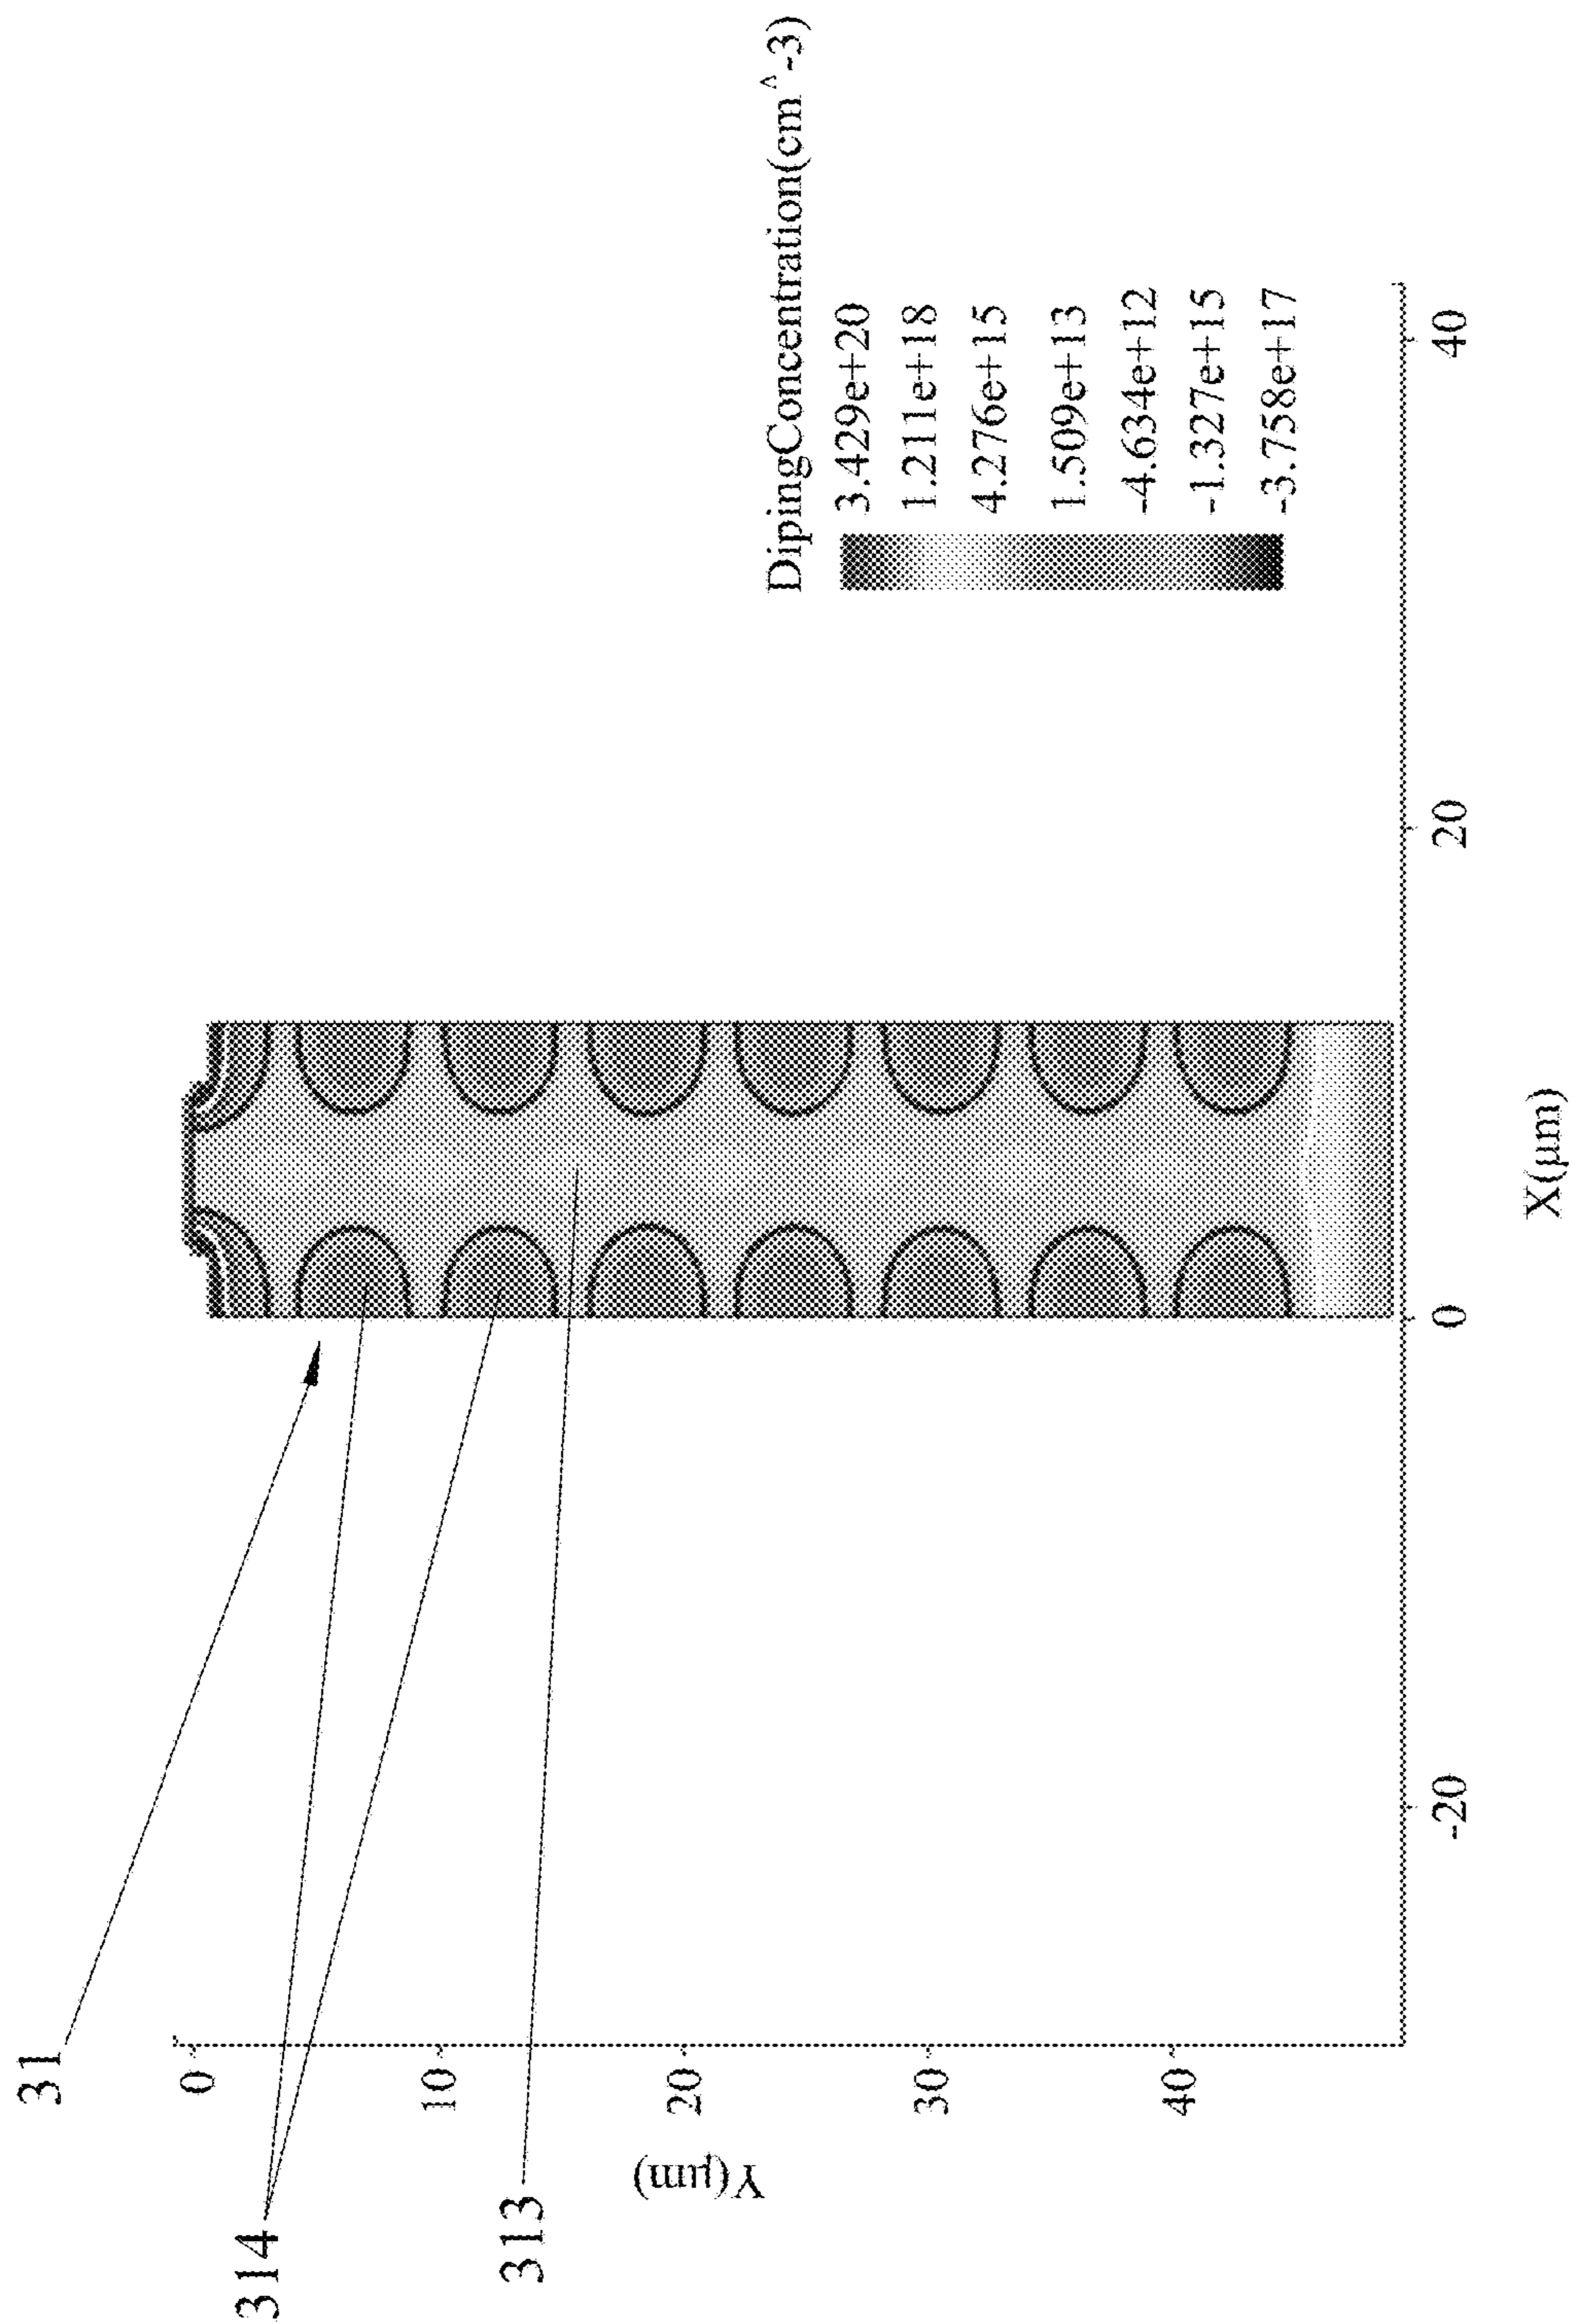 31
314
313
Y(μm)
0
10
20
30
40
DipingConcentration(cm^-3)
3.429e+20
1.211e+18
4.276e+15
1.509e+13
-4.634e+12
-1.327e+15
-3.758e+17
-20
0
20
40
X(μm)